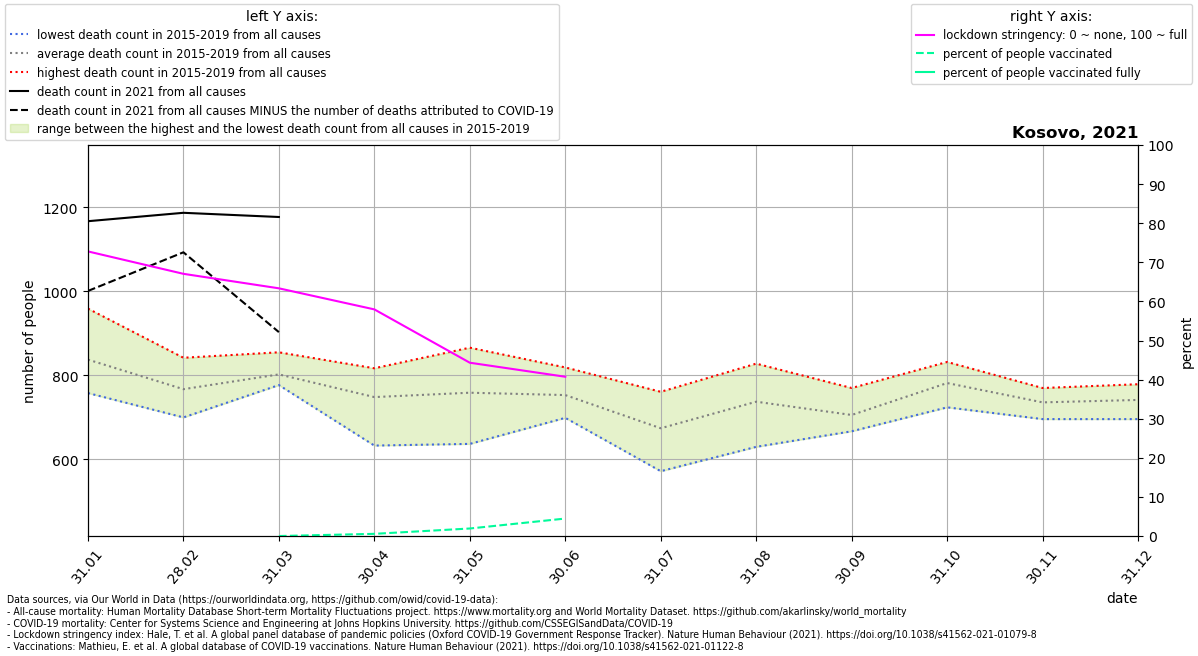 left Y axis:
lowest death count in 2015-2019 from all causes
average death count in 2015-2019 from all causes
highest death count in 2015-2019 from all causes
death count in 2021 from all causes
death count in 2021 from all causes MINUS the number of deaths attributed to COVID-19
range between the highest and the lowest death count from all causes in 2015-2019
right Y axis:
lockdown stringency: 0 ~ none, 100 ~ full
percent of people vaccinated
percent of people vaccinated fully
Kosovo, 2021
number of people
1200
1000
800
600
percent
100
90
80
70
60
50
40
30
20
10
0
31.01
28.02
31.03
30.04
31.05
30.06
31.07
31.08
30.09
31.10
30.11
31.12
date
Data sources, via Our World in Data (https://ourworldindata.org, https://github.com/owid/covid-19-data):
- All-cause mortality: Human Mortality Database Short-term Mortality Fluctuations project. https://www.mortality.org and World Mortality Dataset. https://github.com/akarlinsky/world_mortality
- COVID-19 mortality: Center for Systems Science and Engineering at Johns Hopkins University. https://github.com/CSSEGISandData/COVID-19
- Lockdown stringency index: Hale, T. et al. A global panel database of pandemic policies (Oxford COVID-19 Government Response Tracker). Nature Human Behaviour (2021). https://doi.org/10.1038/s41562-021-01079-8
- Vaccinations: Mathieu, E. et al. A global database of COVID-19 vaccinations. Nature Human Behaviour (2021). https://doi.org/10.1038/s41562-021-01122-8